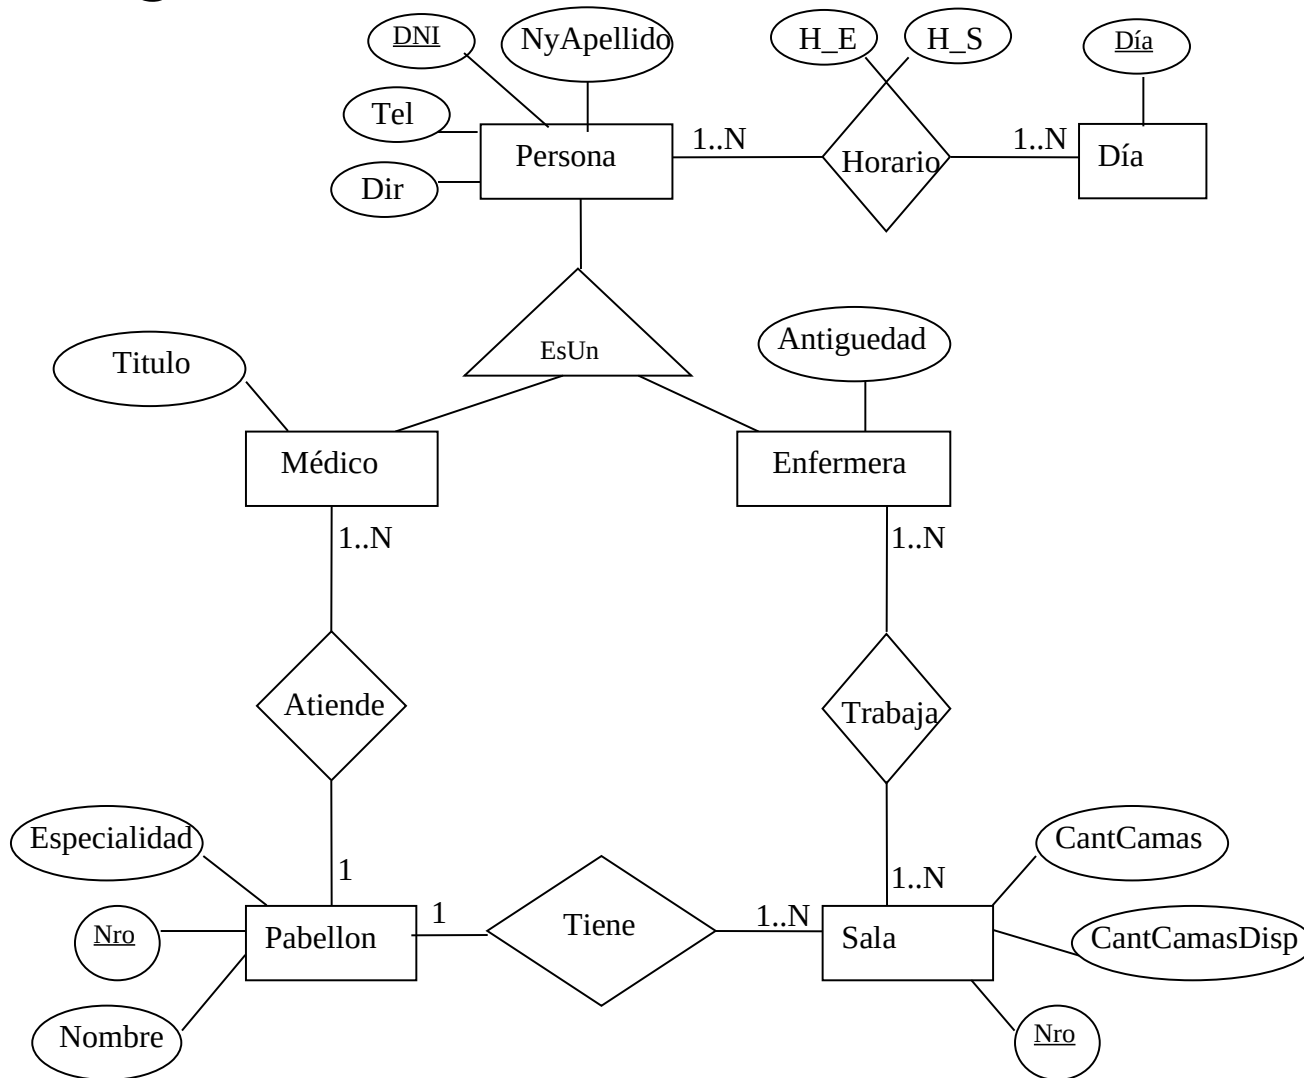 DNI
NyApellido
H_E
H_S
Día
Tel
Persona
1..N
Horario
1..N
Día
Dir
EsUn
Antiguedad
Titulo
Médico
Enfermera
1..N
1..N
Atiende
Trabaja
Especialidad
1
1..N
CantCamas
Nro
Pabellon
1
Tiene
1..N
Sala
CantCamasDisp
Nombre
Nro